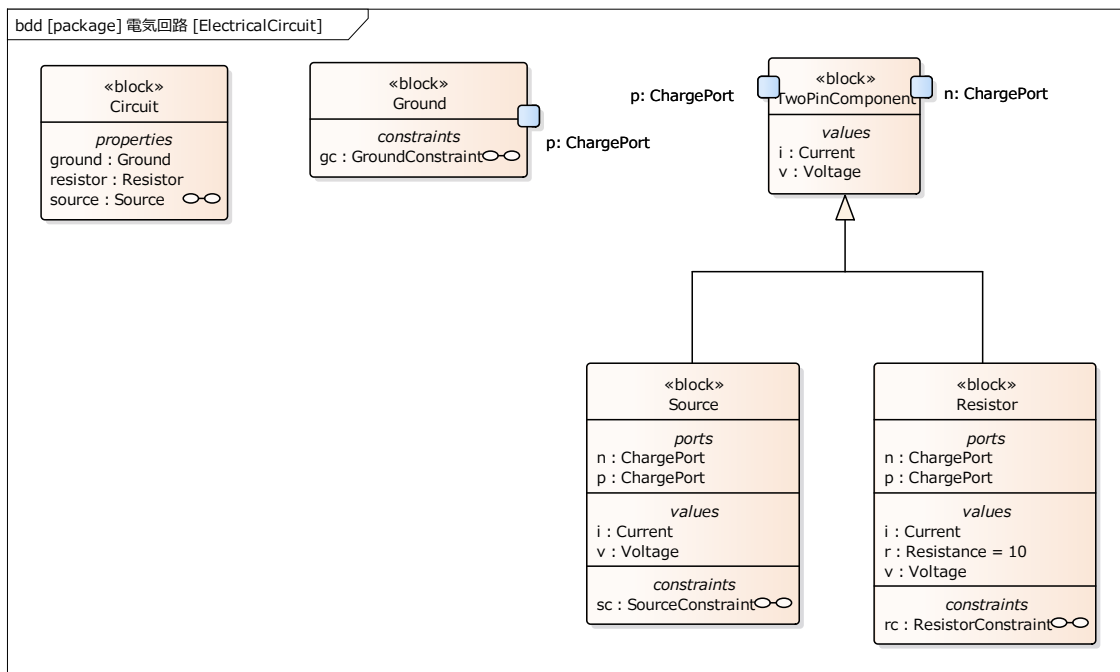 bdd [package] 電気回路 [ElectricalCircuit]
«block»
Circuit
properties
ground : Ground
resistor : Resistor
source : Source
«block»
Ground
constraints
gc : GroundConstraint
p: ChargePort
p: ChargePort
«block»
TwoPinComponent
n: ChargePort
values
i : Current
v : Voltage
«block»
Source
ports
n : ChargePort
p : ChargePort
values
i : Current
v : Voltage
constraints
sc : SourceConstraint
«block»
Resistor
ports
n : ChargePort
p : ChargePort
values
i : Current
r : Resistance = 10
v : Voltage
constraints
rc : ResistorConstraint